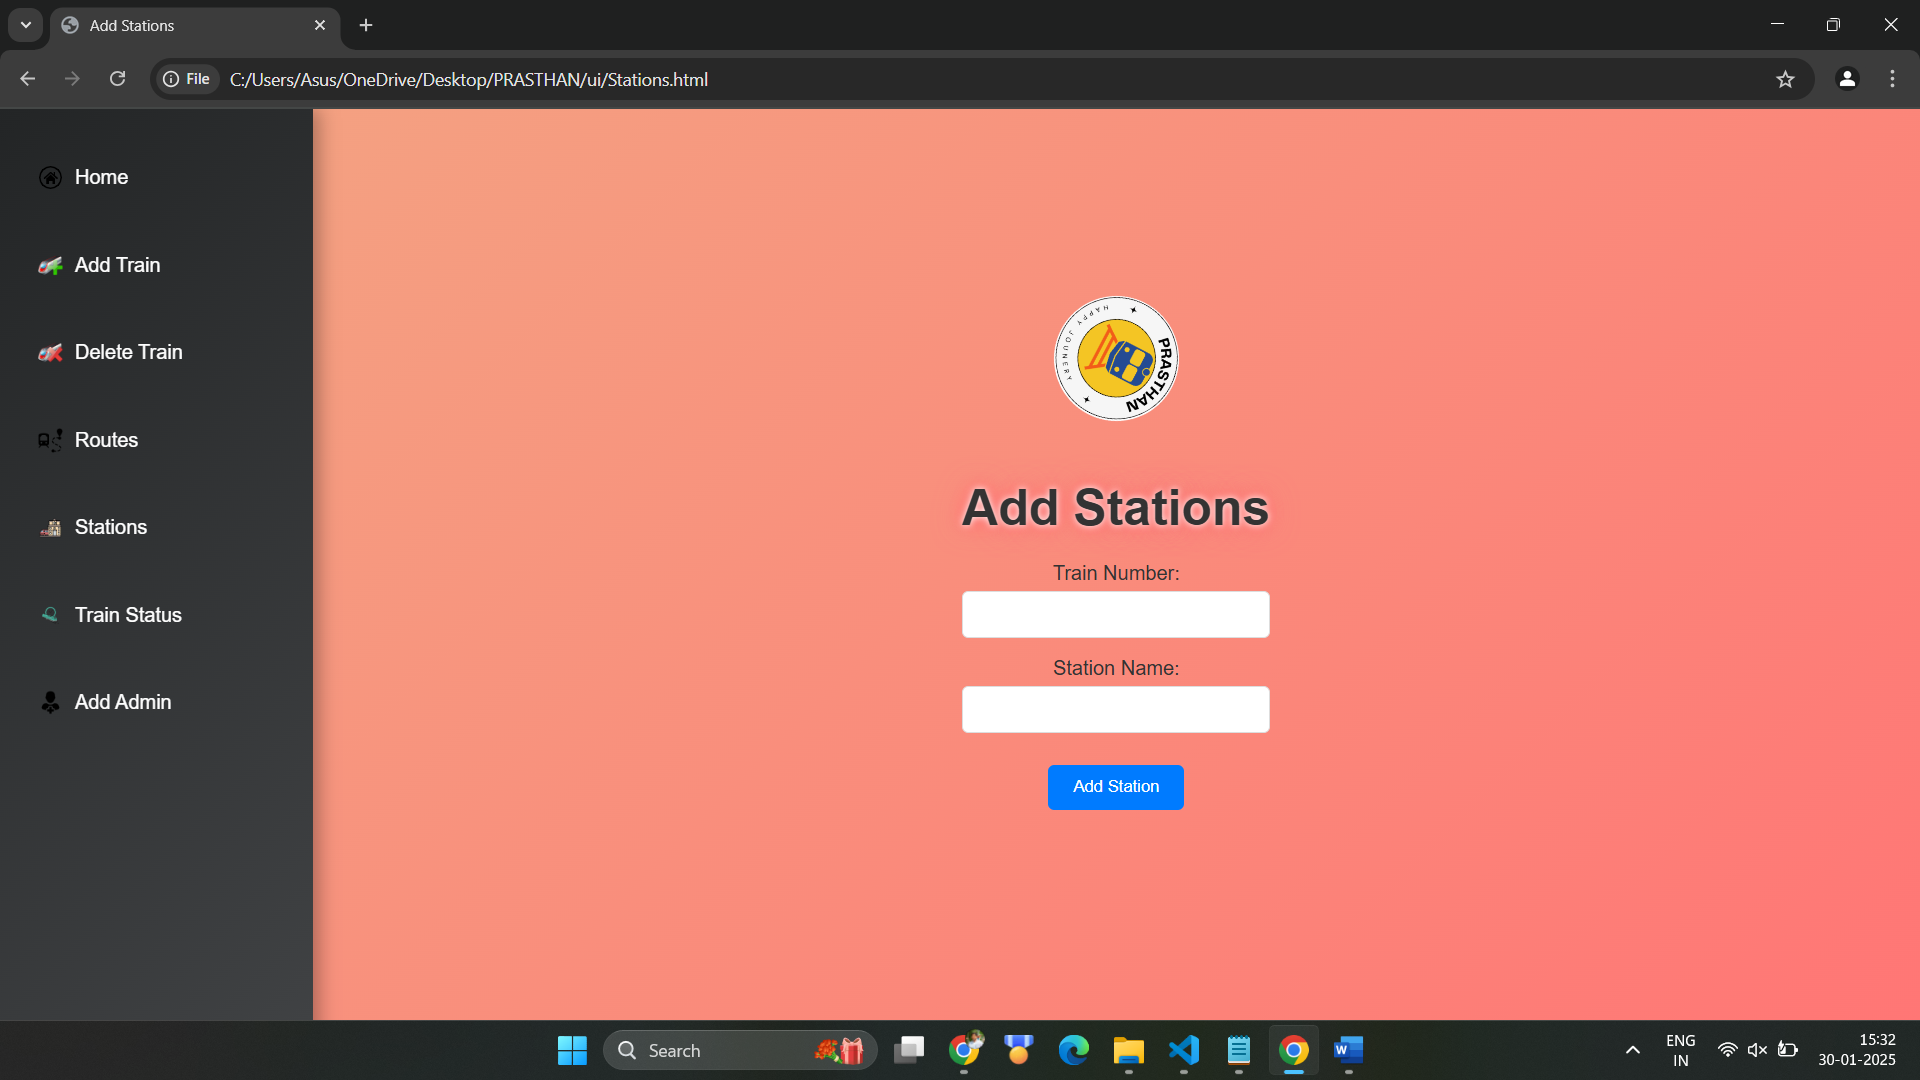 Add Stations
File C:/Users/Asus/OneDrive/Desktop/PRASTHAN/ui/Stations.html
Home
Add Train
Delete Train
Routes
Stations
Train Status
Add Admin
HAPPY JOUNERY
PRASTHAN
Add Stations
Train Number:
Station Name:
Add Station
Search
W
ENG
IN
15:32
30-01-2025